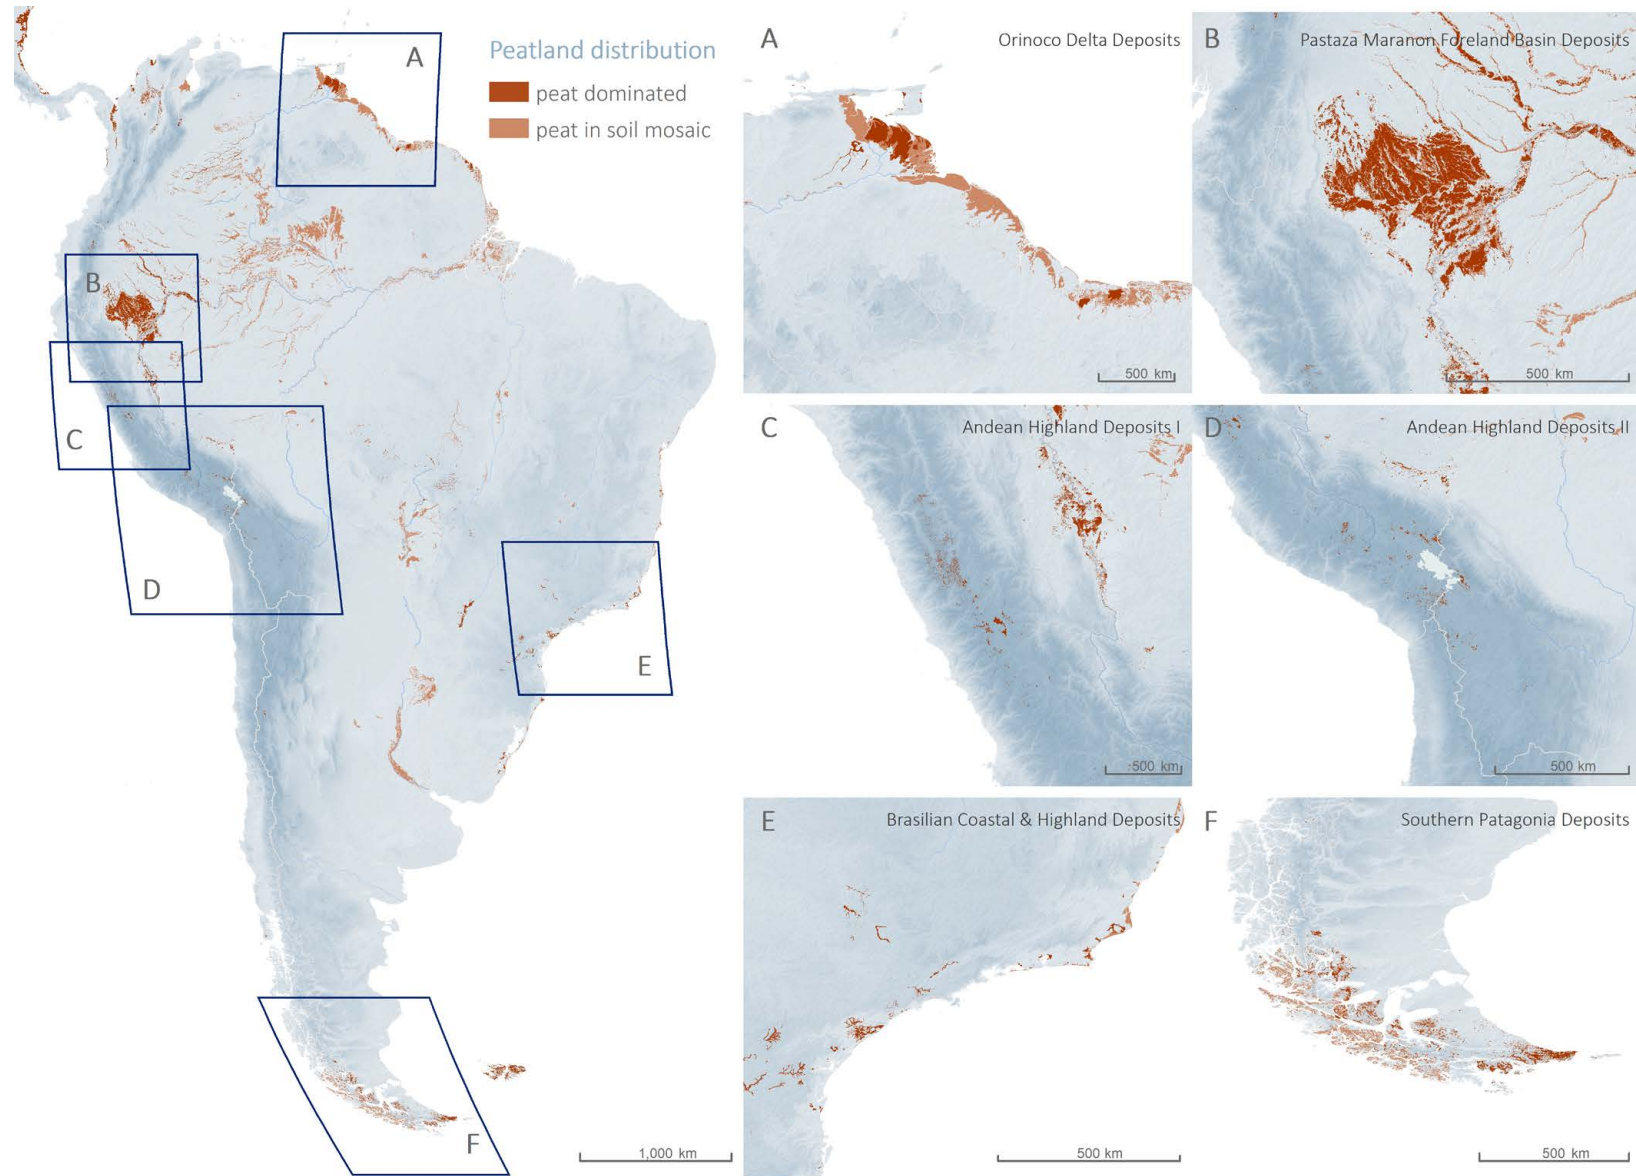 Peatland distribution
peat dominated
peat in soil mosaic
A
B
C
D
E
F
1,000 km
A
Orinoco Delta Deposits
500 km
B
Pastaza Maranon Foreland Basin Deposits
500 km
C
Andean Highland Deposits I
500 km
D
Andean Highland Deposits II
500 km
E
Brasilian Coastal & Highland Deposits
500 km
F
Southern Patagonia Deposits
500 km